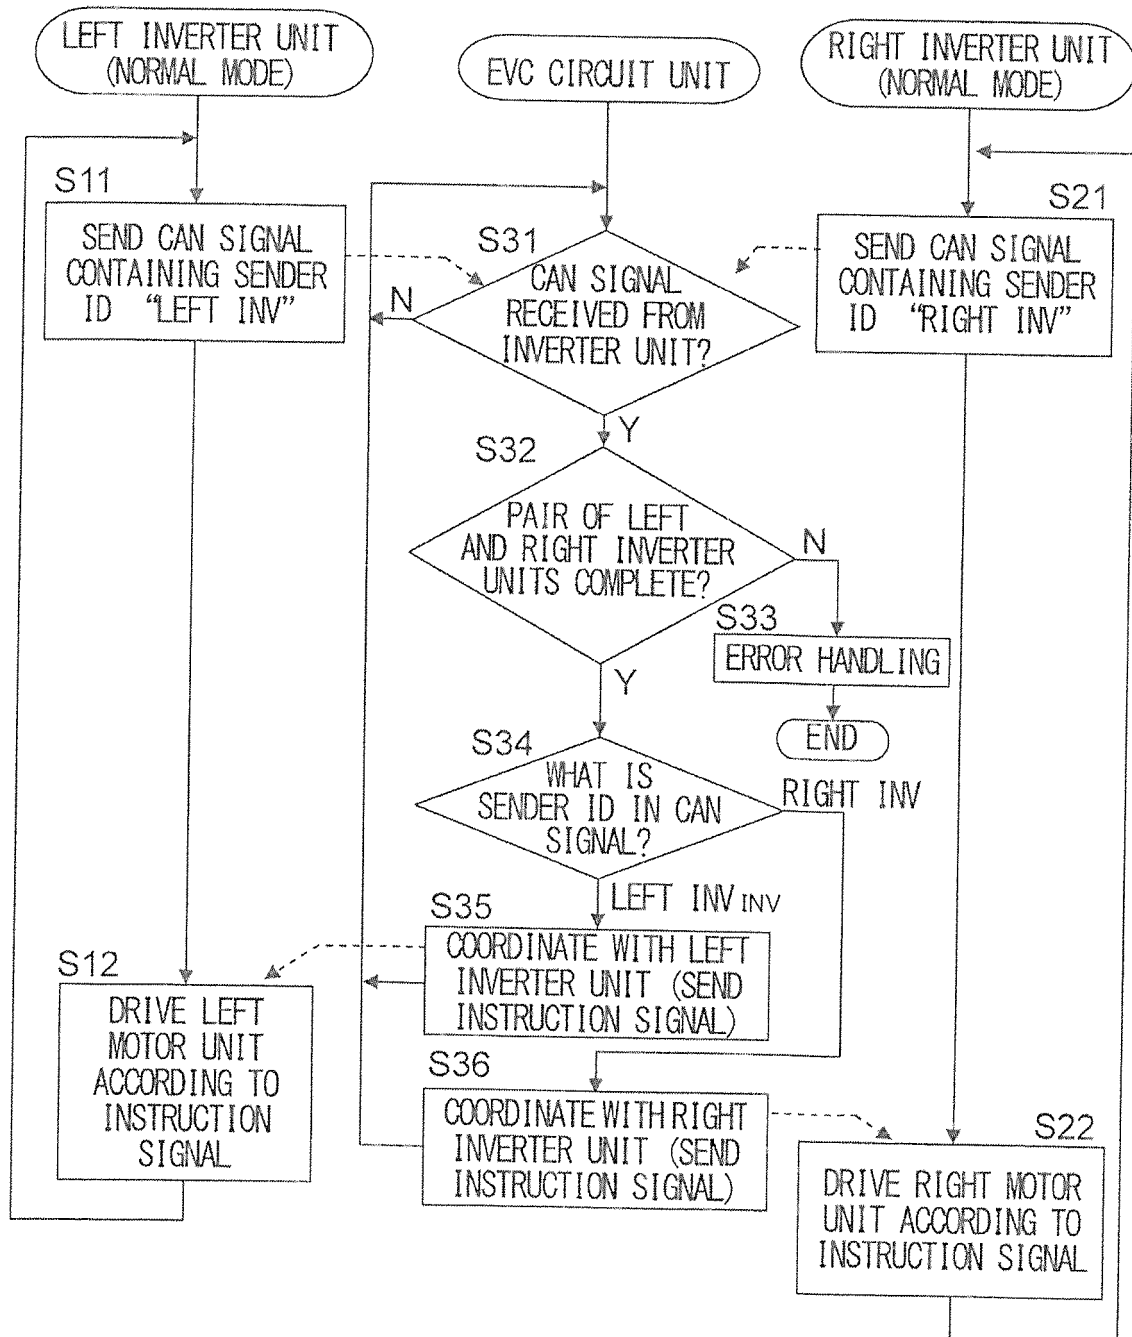 LEFT INVERTER UNIT
(NORMAL MODE)
EVC CIRCUIT UNIT
RIGHT INVERTER UNIT
(NORMAL MODE)
S11
SEND CAN SIGNAL
CONTAINING SENDER
ID "LEFT INV"
S31
CAN SIGNAL
RECEIVED FROM
INVERTER UNIT?
N
Y
S21
SEND CAN SIGNAL
CONTAINING SENDER
ID "RIGHT INV"
S32
PAIR OF LEFT
AND RIGHT INVERTER
UNITS COMPLETE?
N
Y
S33
ERROR HANDLING
END
S34
WHAT IS
SENDER ID IN CAN
SIGNAL?
RIGHT INV
LEFT INV INV
S35
COORDINATE WITH LEFT
INVERTER UNIT (SEND
INSTRUCTION SIGNAL)
S12
DRIVE LEFT
MOTOR UNIT
ACCORDING TO
INSTRUCTION
SIGNAL
S36
COORDINATE WITH RIGHT
INVERTER UNIT (SEND
INSTRUCTION SIGNAL)
S22
DRIVE RIGHT MOTOR
UNIT ACCORDING TO
INSTRUCTION SIGNAL